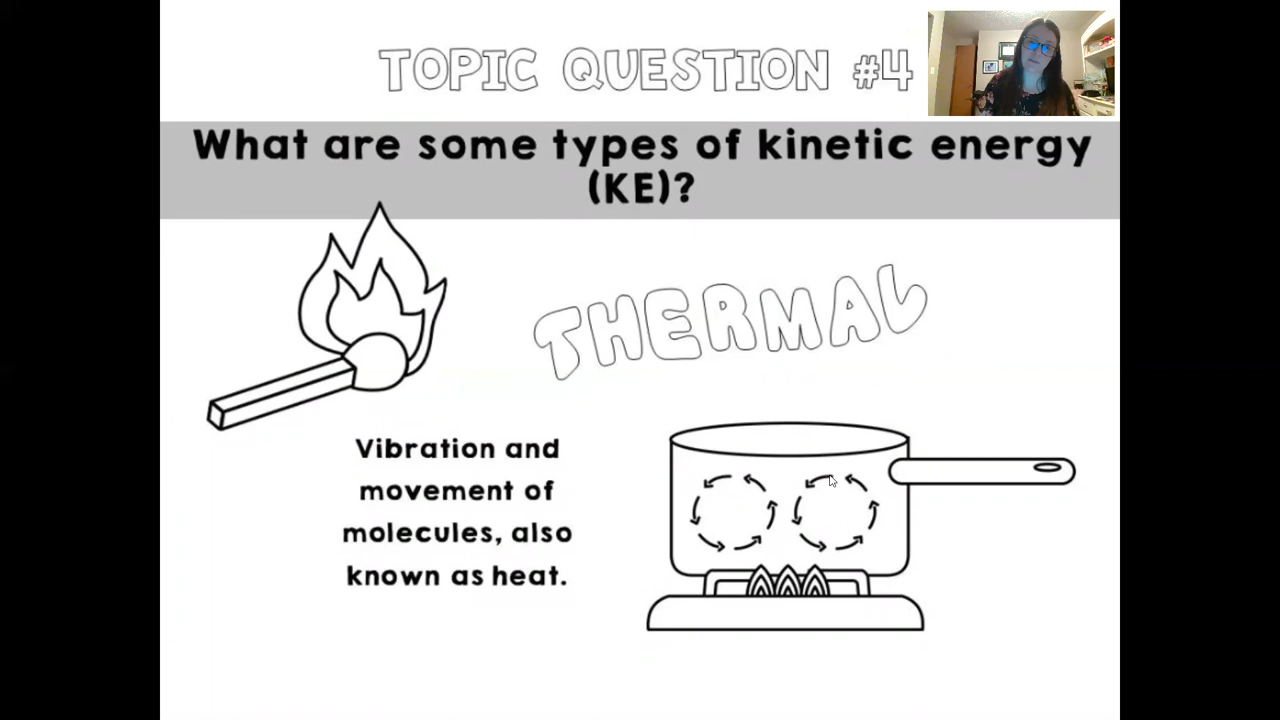 TOPIC QUESTION #4
What are some types of kinetic energy
(KE)?
THERMAL
Vibration and
movement of
molecules, also
known as heat.